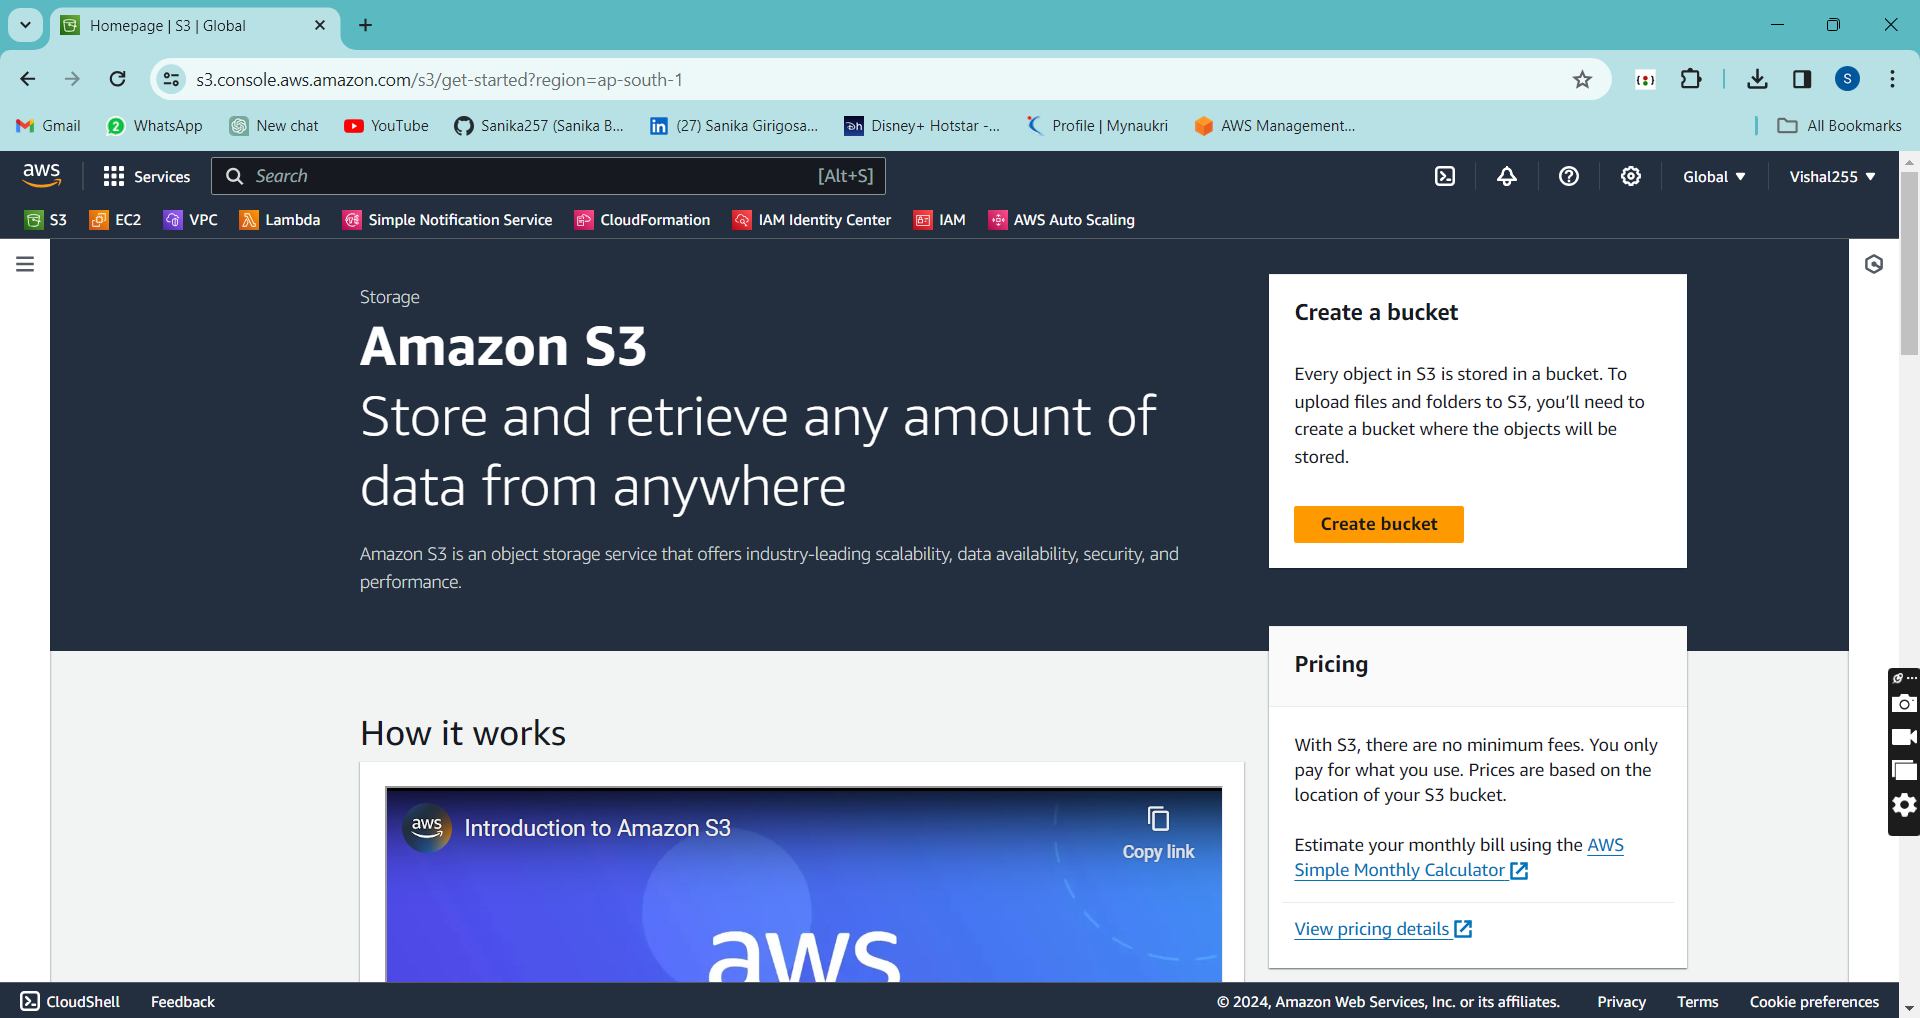 Homepage | S3 | Global
s3.console.aws.amazon.com/s3/get-started?region=ap-south-1
S
Gmail
2
WhatsApp
New chat
YouTube
Sanika257 (Sanika B...
(27) Sanika Girigosa...
Disney+ Hotstar -...
Profile | Mynaukri
AWS Management...
All Bookmarks
aws
Services
Search
[Alt+S]
Global
Vishal255
S3
EC2
VPC
Lambda
Simple Notification Service
CloudFormation
IAM Identity Center
IAM
AWS Auto Scaling
Storage
Amazon S3
Store and retrieve any amount of
data from anywhere
Amazon S3 is an object storage service that offers industry-leading scalability, data availability, security, and
performance.
Create a bucket
Every object in S3 is stored in a bucket. To
upload files and folders to S3, you'll need to
create a bucket where the objects will be
stored.
Create bucket
Pricing
With S3, there are no minimum fees. You only
pay for what you use. Prices are based on the
location of your S3 bucket.
Estimate your monthly bill using the AWS
Simple Monthly Calculator
View pricing details
How it works
aws
Introduction to Amazon S3
Copy link
aws
CloudShell
Feedback
© 2024, Amazon Web Services, Inc. or its affiliates.
Privacy
Terms
Cookie preferences